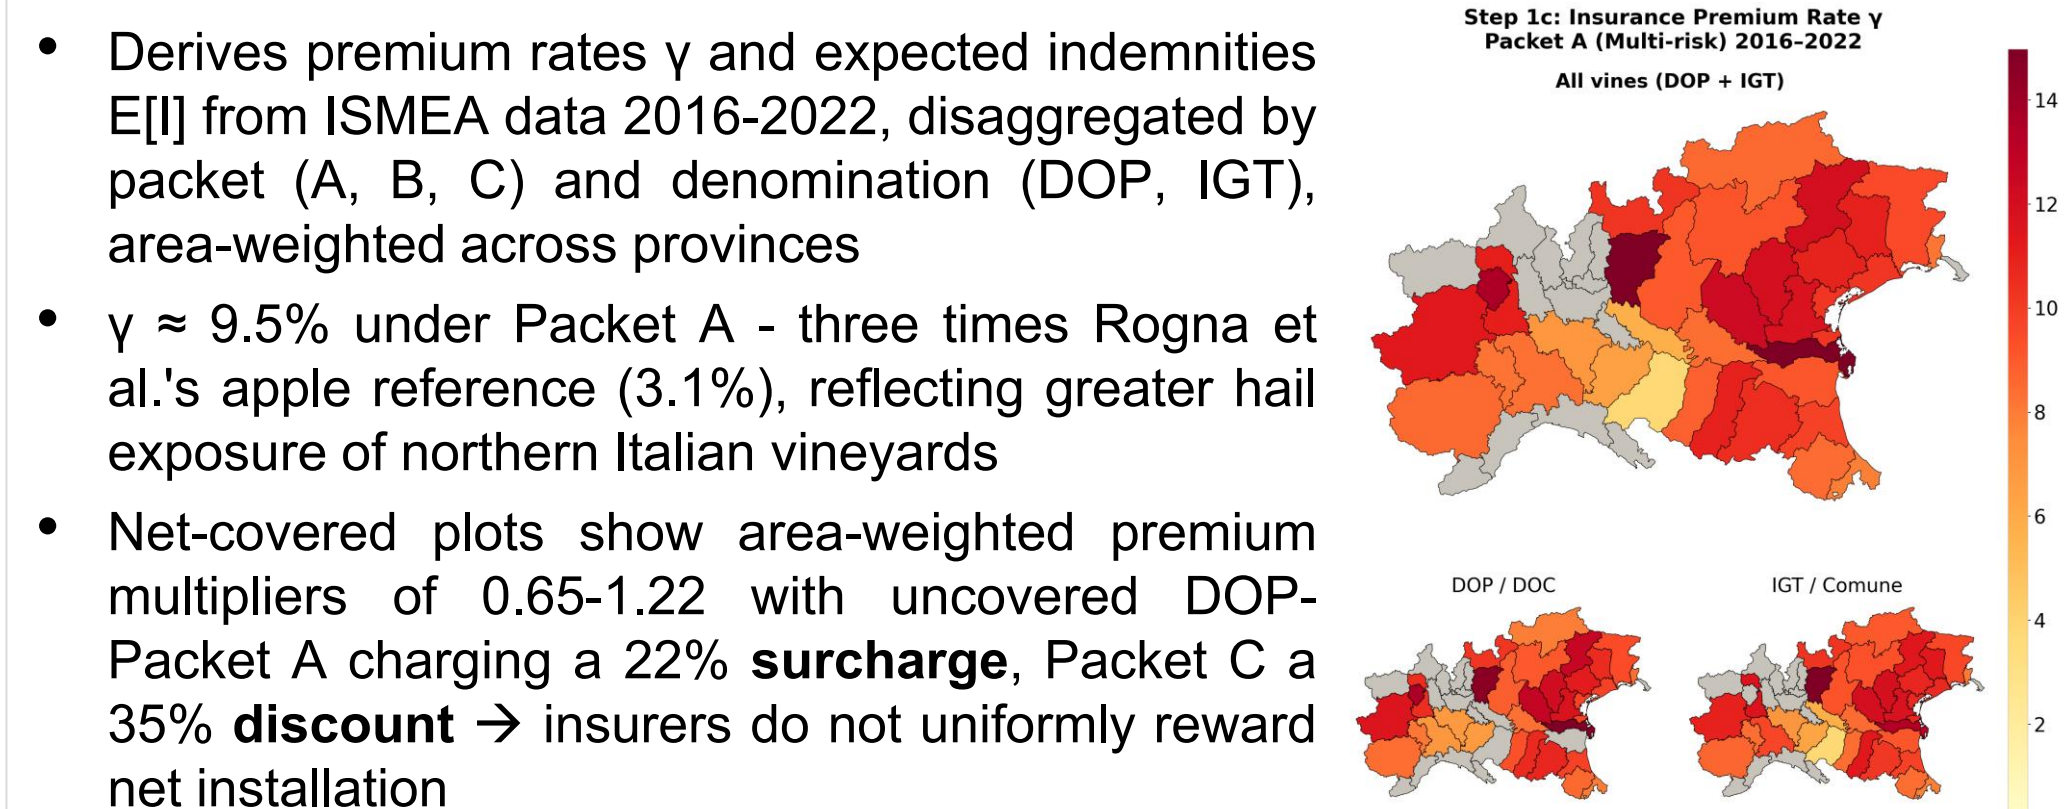 • Derives premium rates γ and expected indemnities
E[I] from ISMEA data 2016-2022, disaggregated by
packet (A, B, C) and denomination (DOP, IGT),
area-weighted across provinces
• γ ≈ 9.5% under Packet A - three times Rogna et
al.'s apple reference (3.1%), reflecting greater hail
exposure of northern Italian vineyards
• Net-covered plots show area-weighted premium
multipliers of 0.65-1.22 with uncovered DOP-
Packet A charging a 22% surcharge, Packet C a
35% discount → insurers do not uniformly reward
net installation
Step 1c: Insurance Premium Rate γ
Packet A (Multi-risk) 2016–2022
All vines (DOP + IGT)
14
12
10
8
6
4
2
DOP / DOC
IGT / Comune